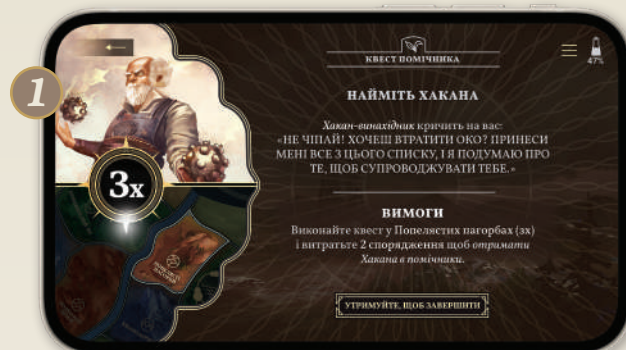 1
47%
КВЕСТ ПОМІЧНИКА
НАЙМІТЬ ХАКАНА
Хакан-винахідник кричить на вас:
«НЕ ЧІПАЙ! ХОЧЕШ ВТРАТИТИ ОКО? ПРИНЕСИ
МЕНІ ВСЕ З ЦЬОГО СПИСКУ, І Я ПОДУМАЮ ПРО
ТЕ, ЩОБ СУПРОВОДЖУВАТИ ТЕБЕ.»
3x
ВИМОГИ
Виконайте квест у Попелястих пагорбах (3х)
і витратьте 2 спорядження щоб отримати
Хакана в помічники.
УТРИМУЙТЕ, ЩОБ ЗАВЕРШИТИ